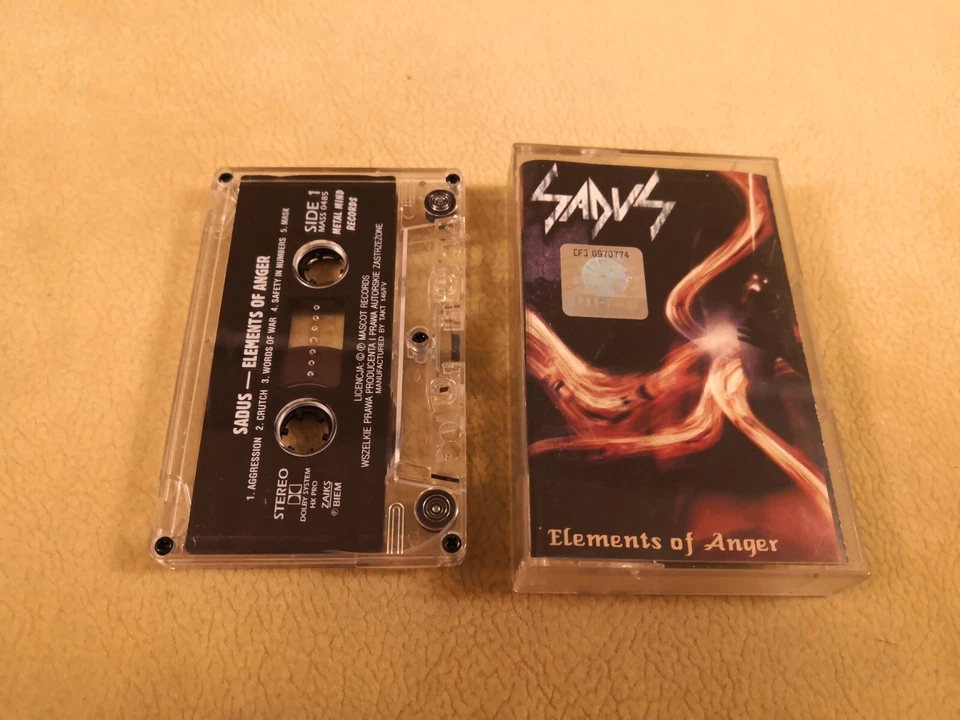 SADUS — ELEMENTS OF ANGER
1. AGGRESSION 2. CRUTCH 3. WORDS OF WAR 4. SAFETY IN NUMBERS 5. MASK
STEREO
DOLBY SYSTEM
HX PRO
ZAIKS
℗ BIEM
SIDE 1
MASS 0485
METAL MIND
RECORDS
LICENCJA: © ℗ MASCOT RECORDS
WSZELKIE PRAWA PRODUCENTA I PRAWA AUTORSKIE ZASTRZEŻONE
MANUFACTURED BY TAKT 146/FV
SADUS
0970774
Elements of Anger